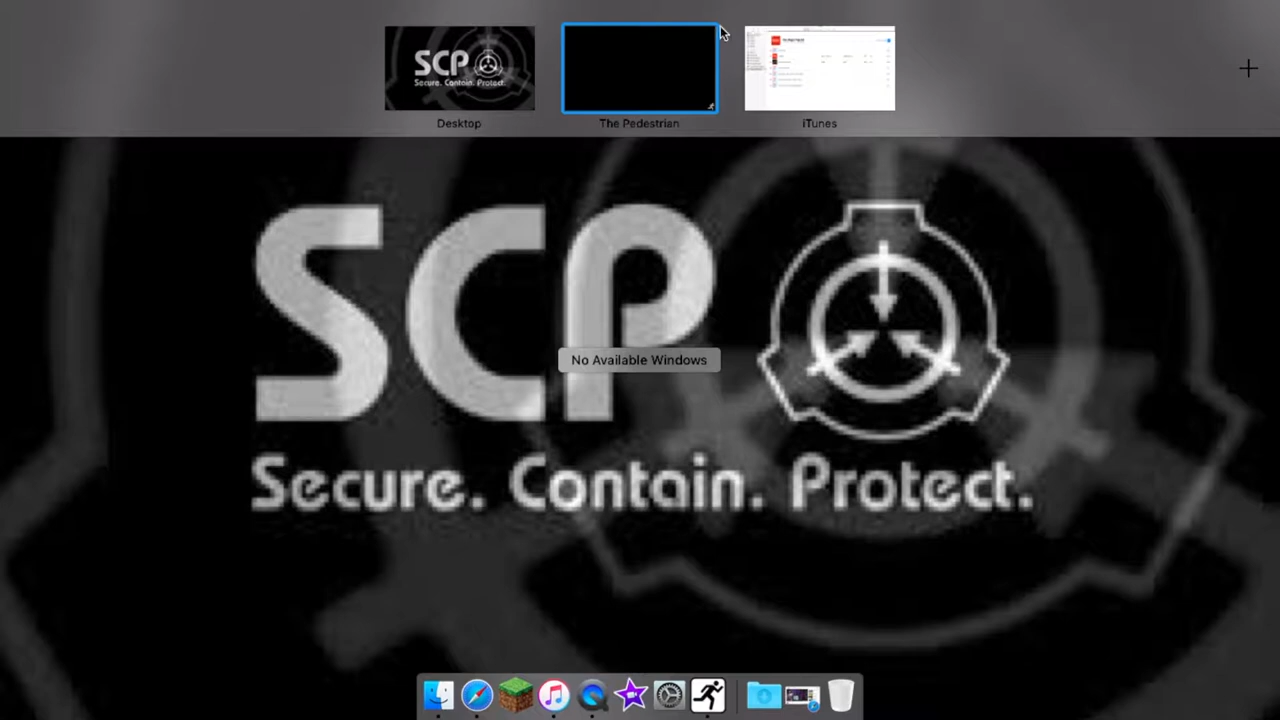 SCP
Secure. Contain. Protect.
Desktop
The Pedestrian
iTunes
SCP
No Available Windows
Secure. Contain. Protect.